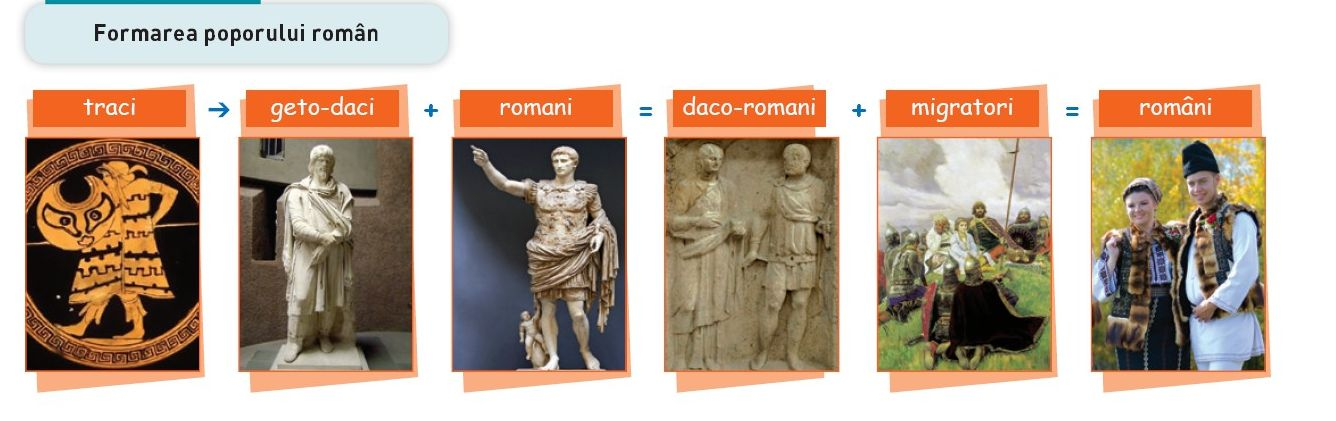 Formarea poporului român
traci → geto-daci + romani = daco-romani + migratori = români